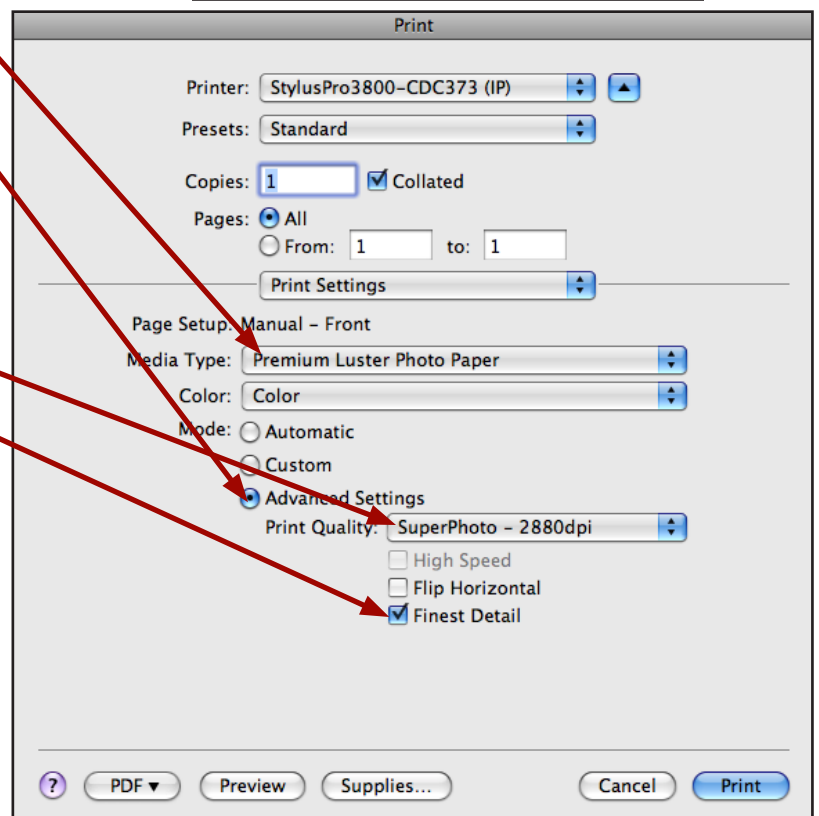 Print
Printer: StylusPro3800-CDC373 (IP)
Presets: Standard
Copies: 1 Collated
Pages: All
From: 1 to: 1
Print Settings
Page Setup: Manual - Front
Media Type: Premium Luster Photo Paper
Color: Color
Mode: Automatic
Custom
Advanced Settings
Print Quality: SuperPhoto - 2880dpi
High Speed
Flip Horizontal
Finest Detail
? PDF ▼ Preview Supplies... Cancel Print